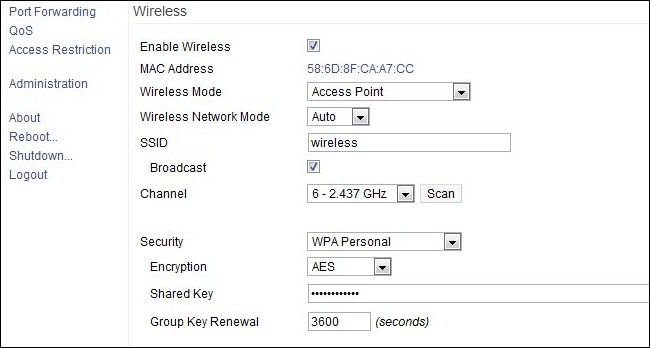 Port Forwarding
QoS
Access Restriction
Administration
About
Reboot...
Shutdown...
Logout
Wireless
Enable Wireless
MAC Address 58:6D:8F:CA:A7:CC
Wireless Mode Access Point
Wireless Network Mode Auto
SSID wireless
Broadcast
Channel 6 - 2.437 GHz Scan
Security WPA Personal
Encryption AES
Shared Key ••••••••••••
Group Key Renewal 3600 (seconds)